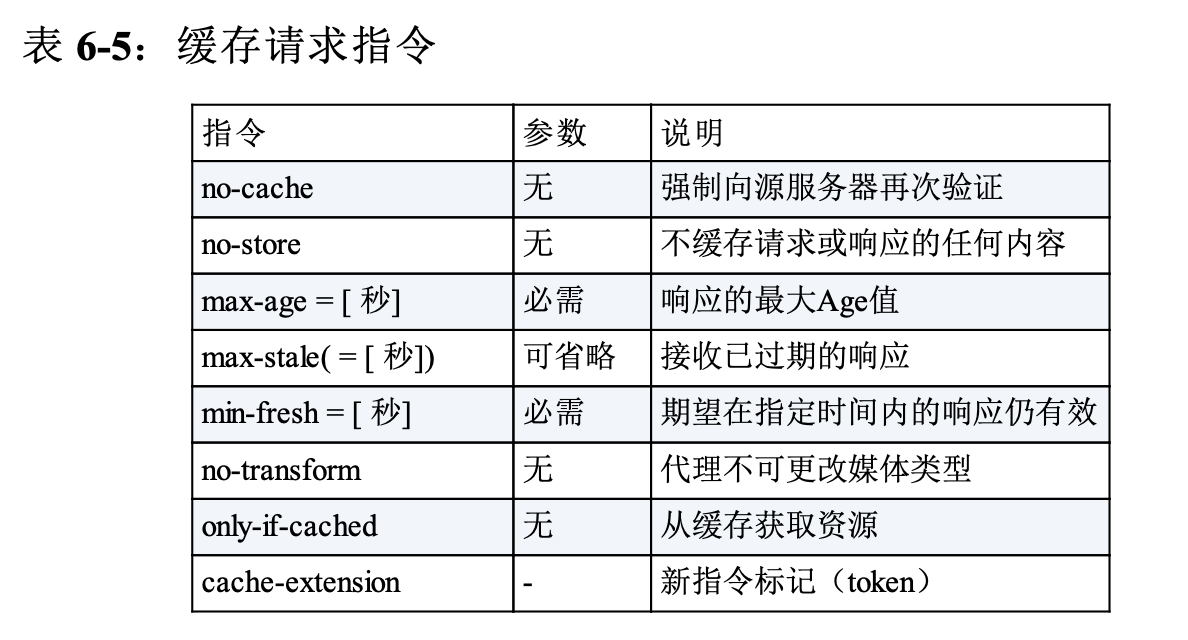 表 6-5：缓存请求指令
指令 参数 说明
no-cache 无 强制向源服务器再次验证
no-store 无 不缓存请求或响应的任何内容
max-age = [ 秒] 必需 响应的最大Age值
max-stale( = [ 秒]) 可省略 接收已过期的响应
min-fresh = [ 秒] 必需 期望在指定时间内的响应仍有效
no-transform 无 代理不可更改媒体类型
only-if-cached 无 从缓存获取资源
cache-extension - 新指令标记（token）